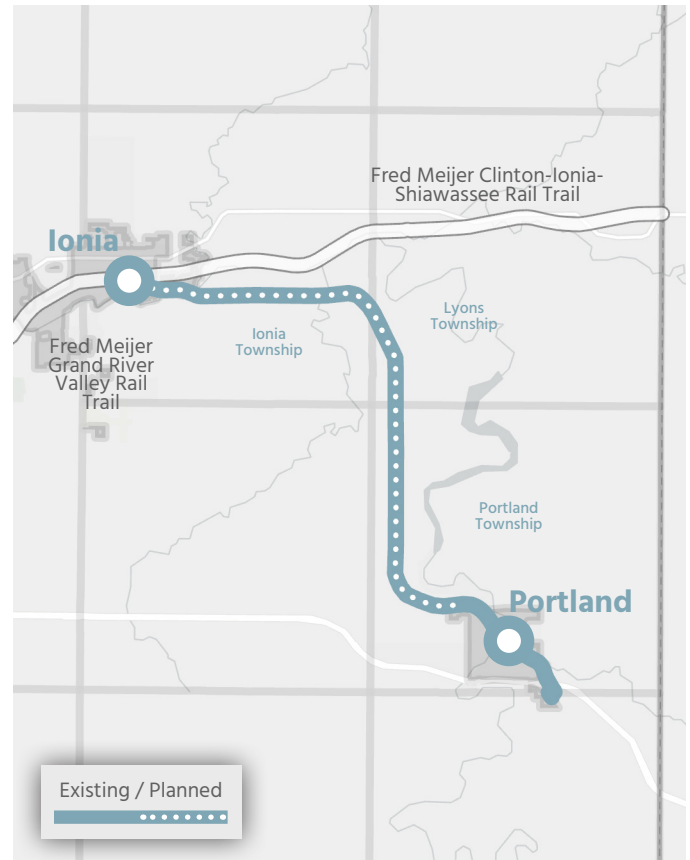 Fred Meijer Clinton-Ionia-
Shiawassee Rail Trail
Ionia
Lyons
Township
Ionia
Township
Fred Meijer
Grand River
Valley Rail
Trail
Portland
Township
Portland
Existing / Planned